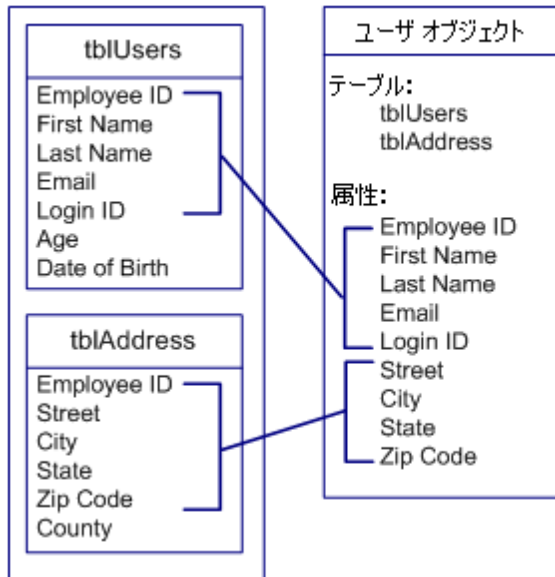 tblUsers
Employee ID
First Name
Last Name
Email
Login ID
Age
Date of Birth
tblAddress
Employee ID
Street
City
State
Zip Code
County
ユーザ オブジェクト
テーブル:
tblUsers
tblAddress
属性:
Employee ID
First Name
Last Name
Email
Login ID
Street
City
State
Zip Code